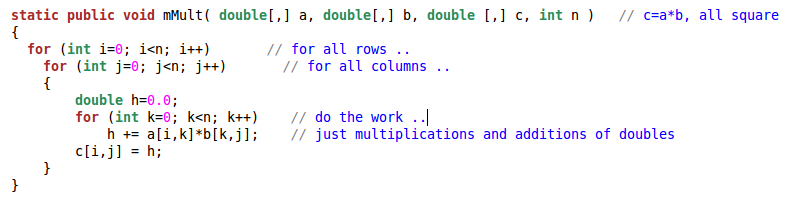 static public void mMult( double[,] a, double[,] b, double [,] c, int n )   // c=a*b, all square
{
  for (int i=0; i<n; i++)       // for all rows ..
    for (int j=0; j<n; j++)       // for all columns ..
    {
        double h=0.0;
        for (int k=0; k<n; k++)    // do the work ..
            h += a[i,k]*b[k,j];    // just multiplications and additions of doubles
        c[i,j] = h;
    }
}